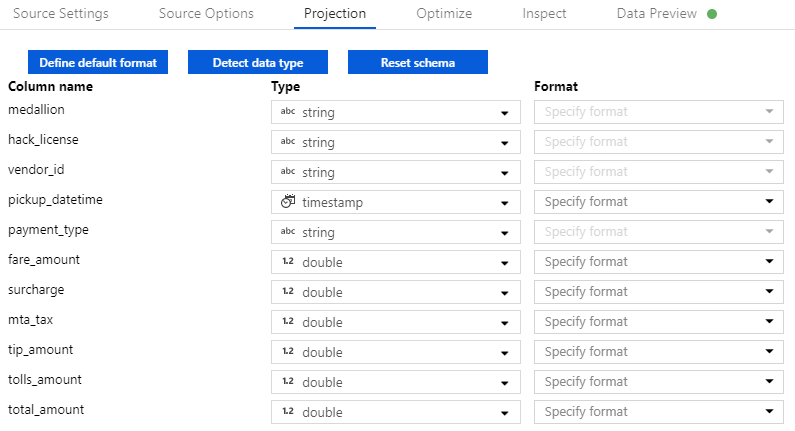 Source Settings Source Options Projection Optimize Inspect Data Preview
Define default format Detect data type Reset schema
Column name Type Format
medallion abc string Specify format
hack_license abc string Specify format
vendor_id abc string Specify format
pickup_datetime timestamp Specify format
payment_type abc string Specify format
fare_amount 1.2 double Specify format
surcharge 1.2 double Specify format
mta_tax 1.2 double Specify format
tip_amount 1.2 double Specify format
tolls_amount 1.2 double Specify format
total_amount 1.2 double Specify format